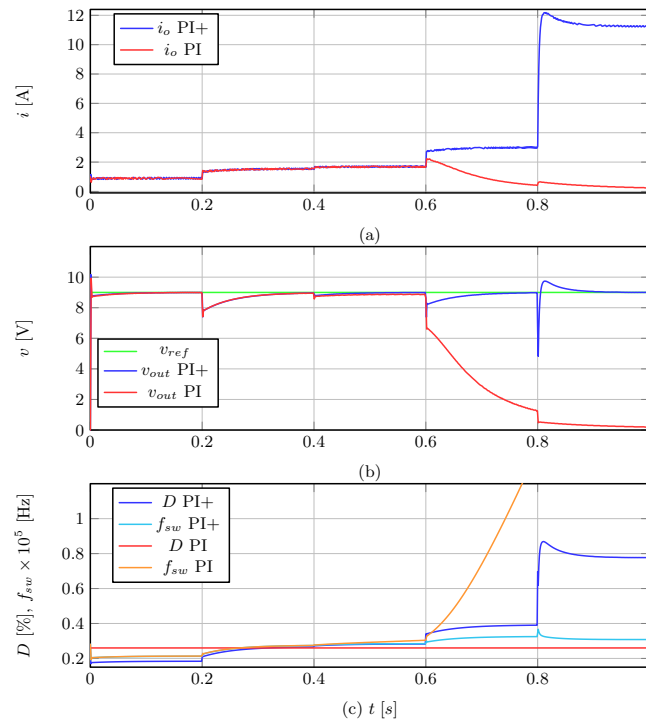 12
10
8
6
4
2
0
i [A]
i_o PI+
i_o PI
0 0.2 0.4 0.6 0.8
(a)
10
8
6
4
2
0
v [V]
v_ref
v_out PI+
v_out PI
0 0.2 0.4 0.6 0.8
(b)
1
0.8
0.6
0.4
0.2
D [%], f_sw × 10^5 [Hz]
D PI+
f_sw PI+
D PI
f_sw PI
0 0.2 0.4 0.6 0.8
(c) t [s]